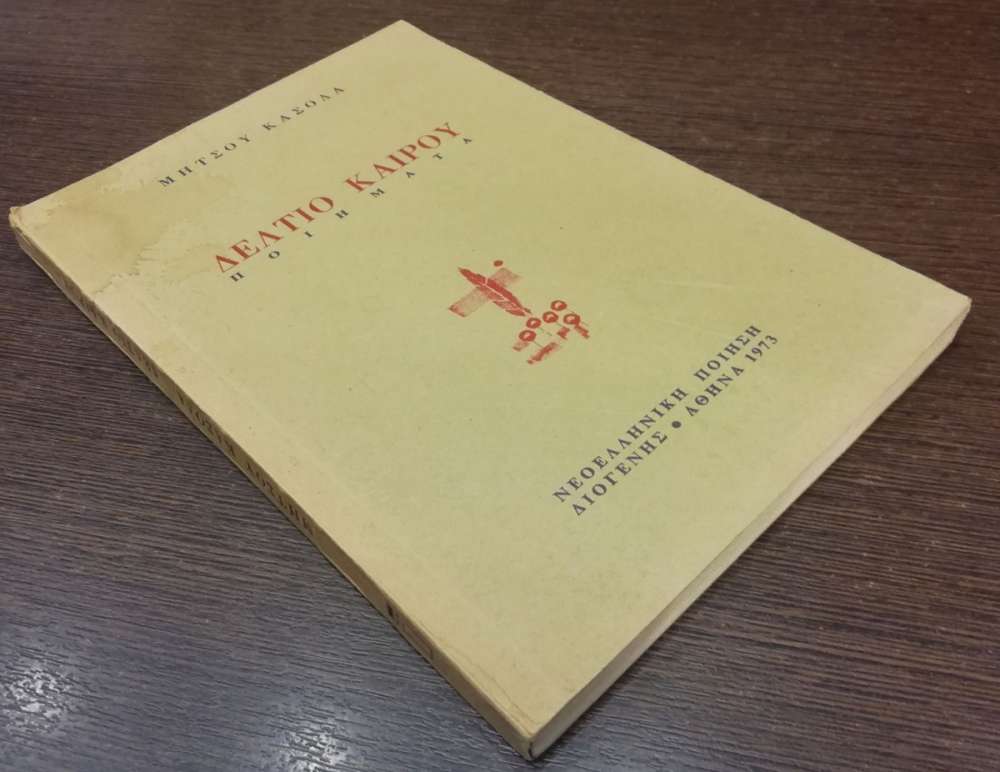 ΜΗΤΣΟΥ ΚΑΣΟΛΑ
ΔΕΛΤΙΟ ΚΑΙΡΟΥ
ΠΟΙΗΜΑΤΑ
ΝΕΟΕΛΛΗΝΙΚΗ ΠΟΙΗΣΗ
ΔΙΟΓΕΝΗΣ • ΑΘΗΝΑ 1973